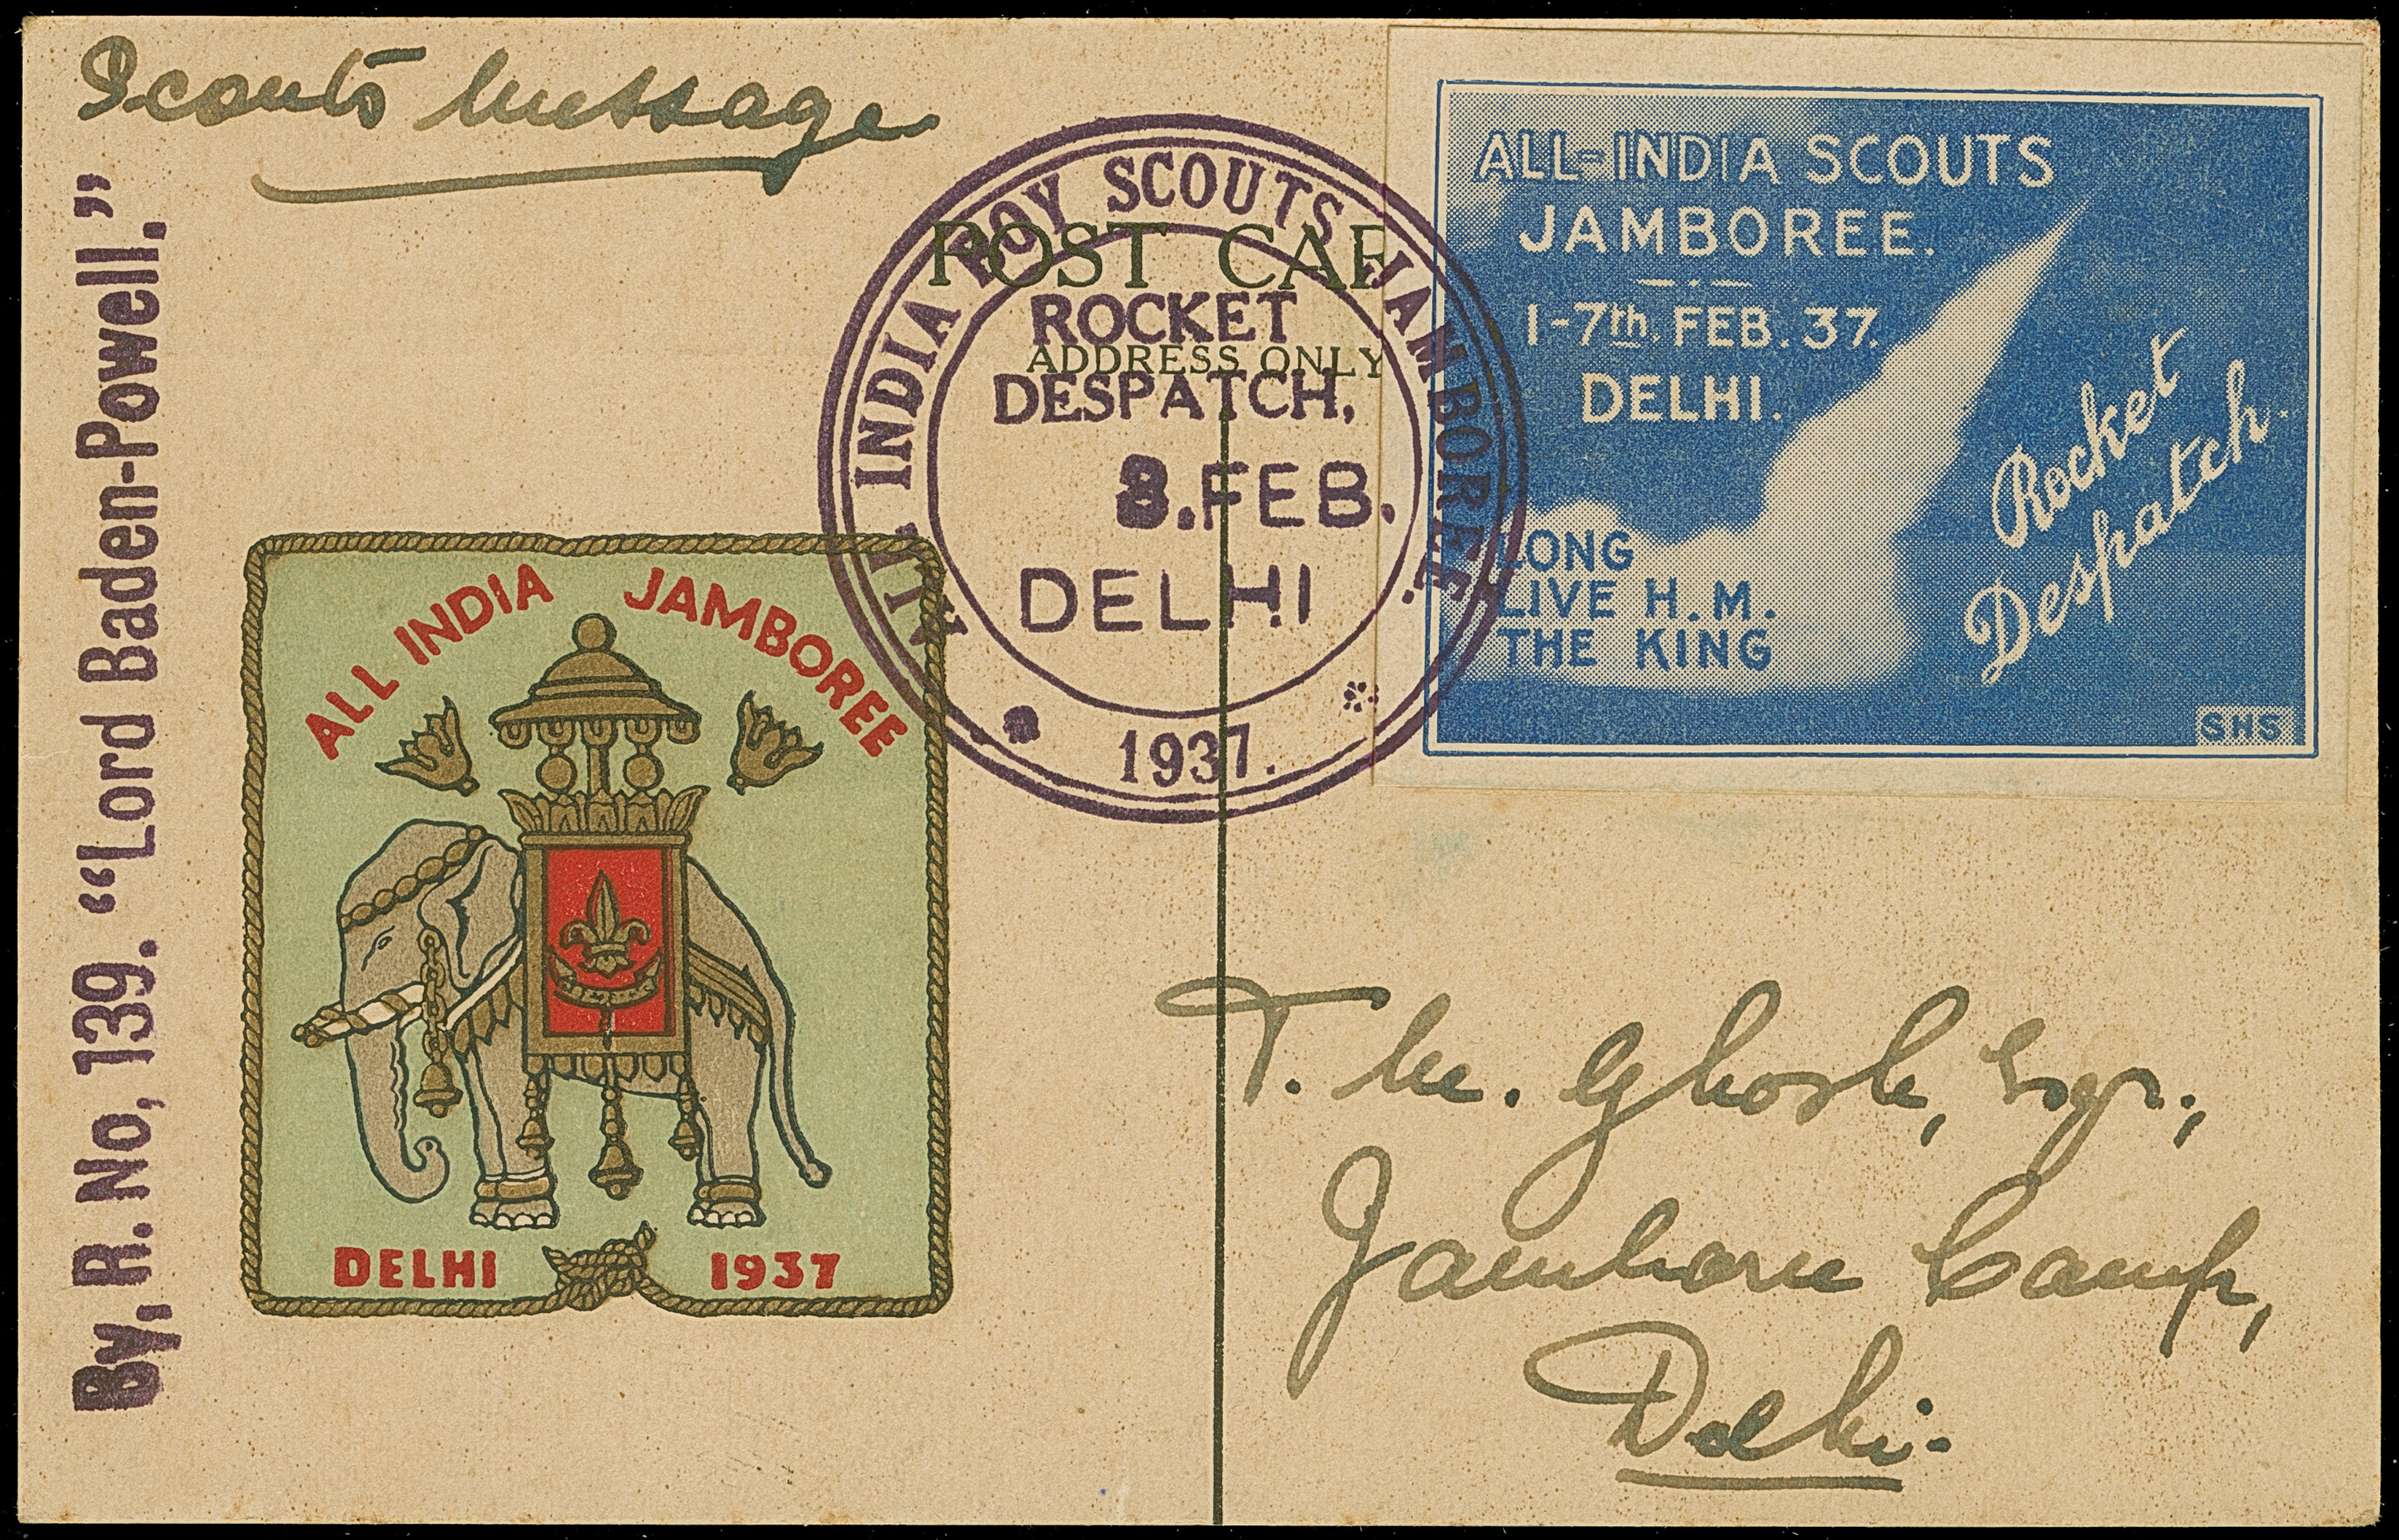 Scouts Message
By, R. No, 139. “Lord Baden-Powell.”
ALL INDIA BOY SCOUTS JAMBOREE.
POST CAR
ROCKET
ADDRESS ONLY
DESPATCH,
8.FEB.
DELHI
1937.
ALL-INDIA SCOUTS
JAMBOREE.
1-7th. FEB. 37.
DELHI.
Rocket
Despatch.
LONG
LIVE H.M.
THE KING
SHS
ALL INDIA JAMBOREE
DELHI 1937
T. M. Ghosh, Esqr.,
Jamboree Camp,
Delhi.